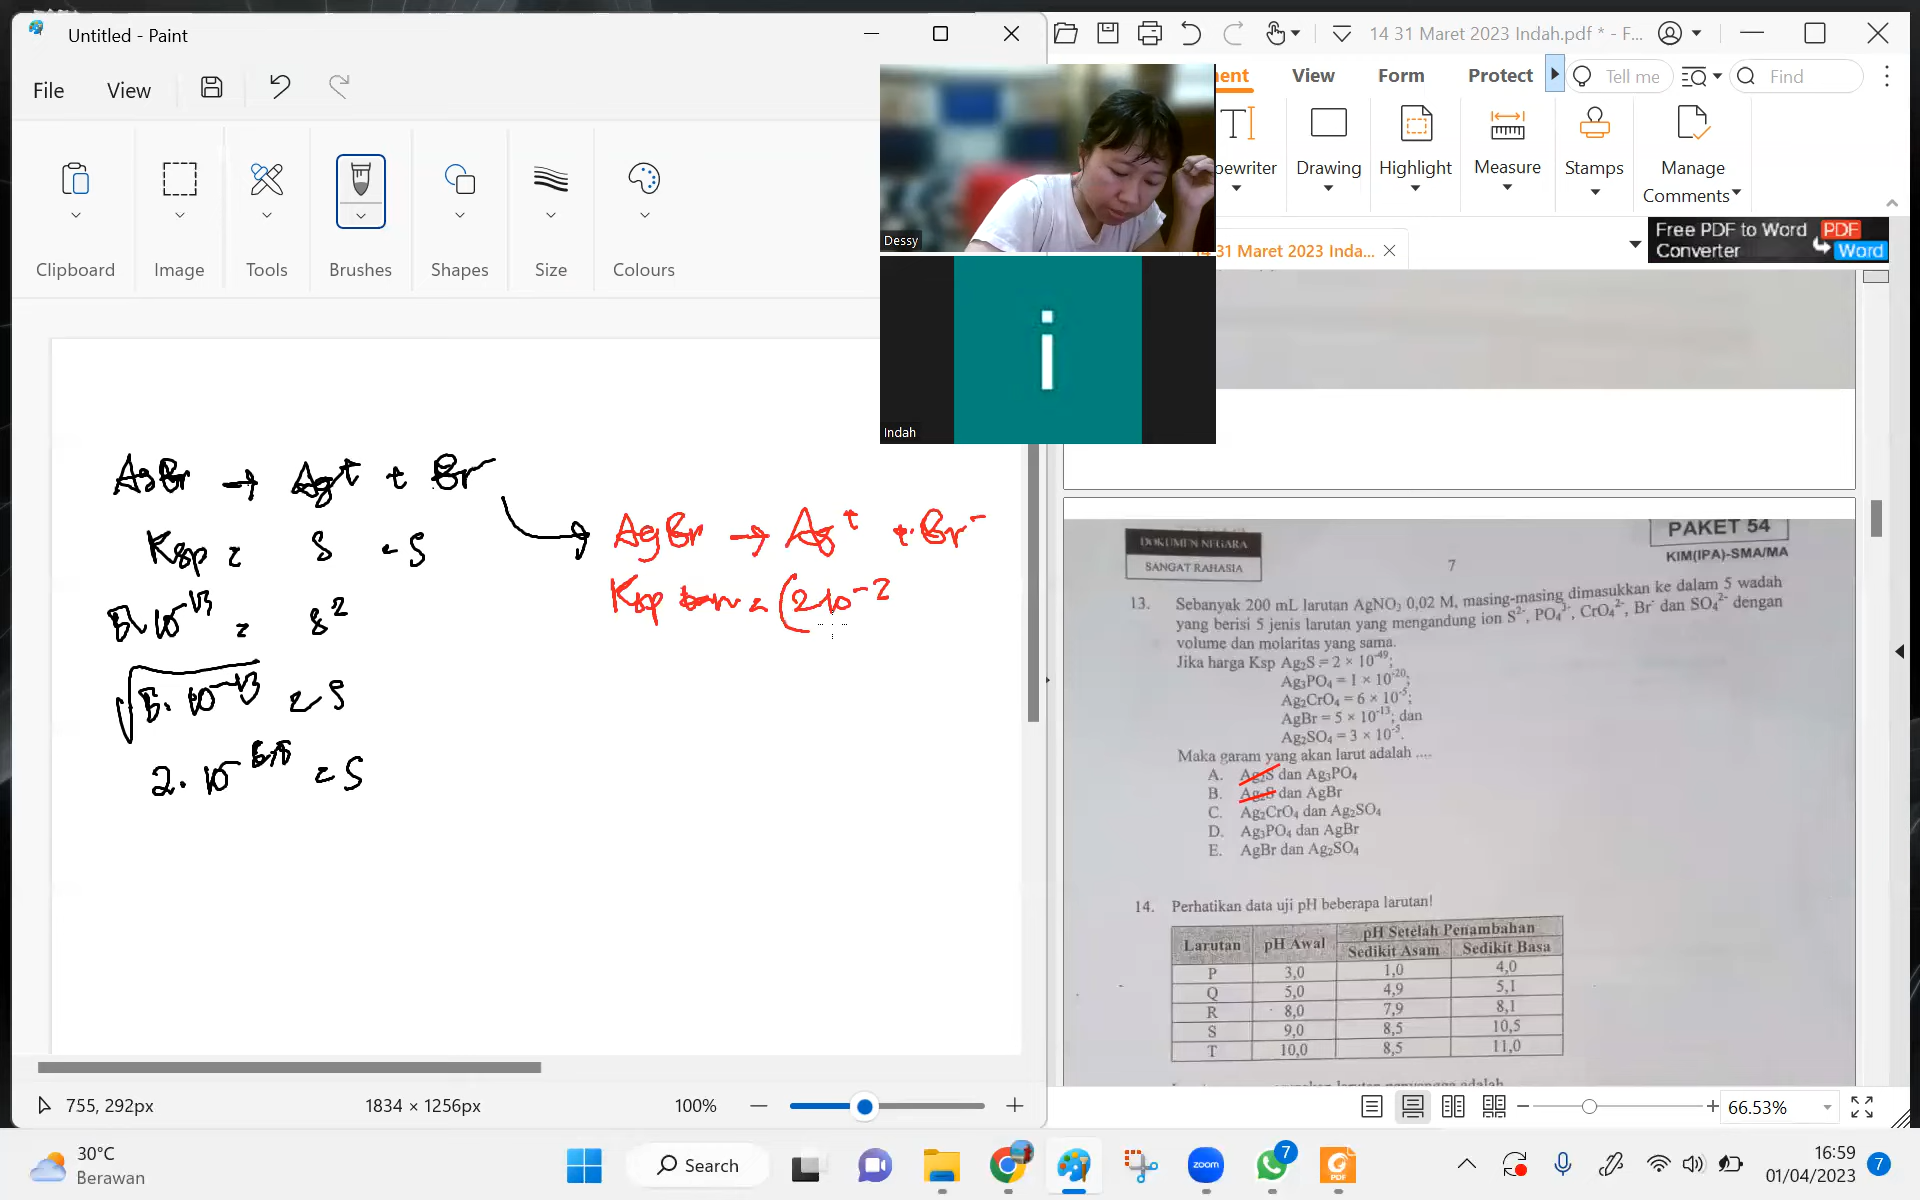 Untitled - Paint
File
View
Clipboard
Image
Tools
Brushes
Shapes
Size
Colours
AgBr → Ag+ + Br-
Ksp = S = S
5·10-13 = S2
√5·10-13 = S
= S
AgBr → Ag+ + Br-
Ksp = (2·10-2
755, 292px
1834 × 1256px
100%
Dessy
i
Indah
14 31 Maret 2023 Indah.pdf * - F...
View
Form
Protect
Tell me
Find
Drawing
Highlight
Measure
Stamps
Manage
Comments
31 Maret 2023 Inda...
Free PDF to Word
Converter
PDF
Word
DOKUMEN NEGARA
SANGAT RAHASIA
7
PAKET 54
KIM(IPA)-SMA/MA
13. Sebanyak 200 mL larutan AgNO3 0,02 M, masing-masing dimasukkan ke dalam 5 wadah
yang berisi 5 jenis larutan yang mengandung ion S2-, PO43-, CrO42-, Br- dan SO42- dengan
volume dan molaritas yang sama.
Jika harga Ksp Ag2S = 2 × 10-49;
Ag3PO4 = 1 × 10-20;
Ag2CrO4 = 6 × 10-5;
AgBr = 5 × 10-13; dan
Ag2SO4 = 3 × 10-5.
Maka garam yang akan larut adalah ....
A. Ag2S dan Ag3PO4
B. Ag2S dan AgBr
C. Ag2CrO4 dan Ag2SO4
D. Ag3PO4 dan AgBr
E. AgBr dan Ag2SO4
14. Perhatikan data uji pH beberapa larutan!
Larutan pH Awal pH Setelah Penambahan
Sedikit Asam Sedikit Basa
P 3,0 1,0 4,0
Q 5,0 4,9 5,1
R 8,0 7,9 8,1
S 9,0 8,5 10,5
T 10,0 8,5 11,0
66.53%
30°C
Berawan
Search
zoom
7
PDF
16:59
01/04/2023
7